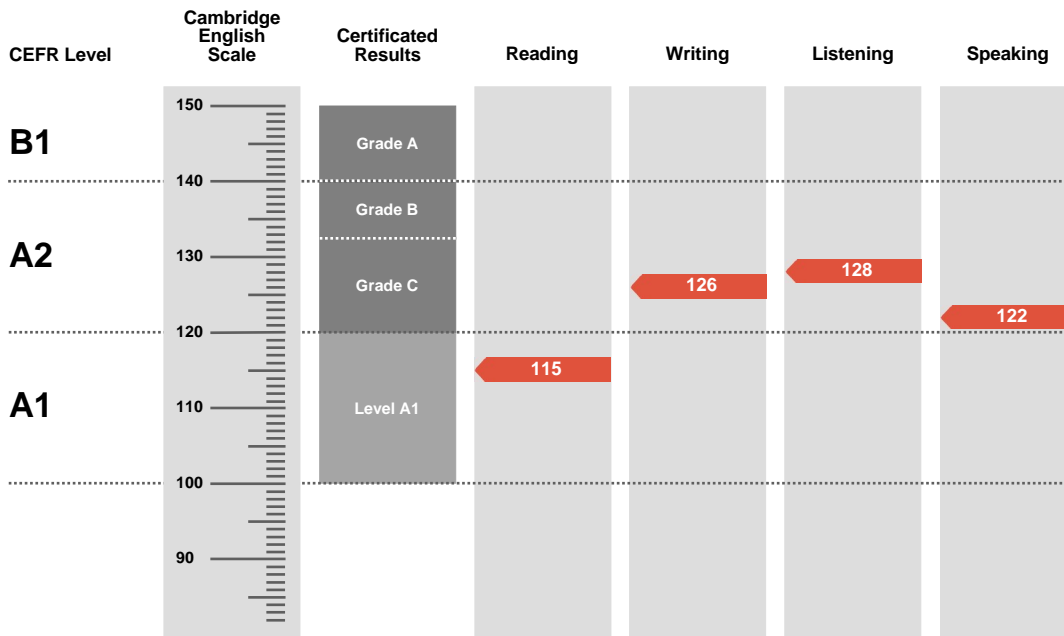 CEFR Level
Cambridge
English
Scale
Certificated
Results
Reading
Writing
Listening
Speaking
150
B1
Grade A
140
Grade B
A2
130
Grade C
126
128
122
120
115
A1
110
Level A1
100
90